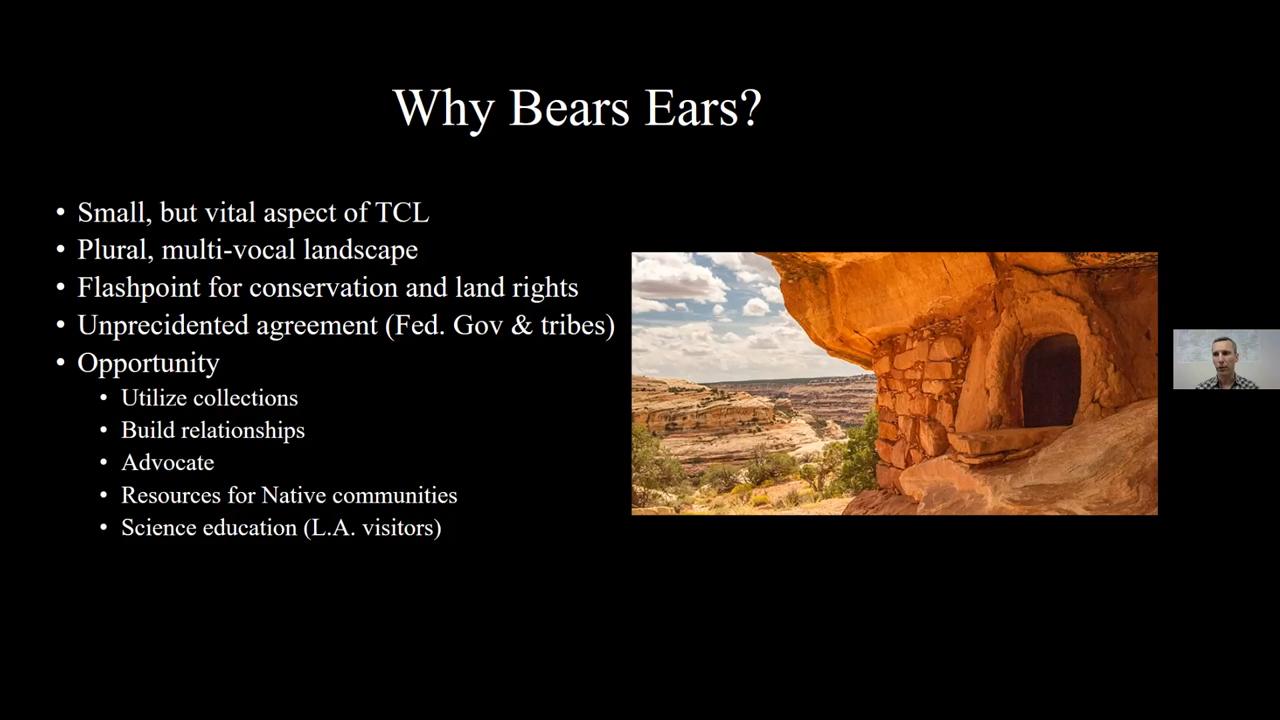 Why Bears Ears?
• Small, but vital aspect of TCL
• Plural, multi-vocal landscape
• Flashpoint for conservation and land rights
• Unprecidented agreement (Fed. Gov & tribes)
• Opportunity
• Utilize collections
• Build relationships
• Advocate
• Resources for Native communities
• Science education (L.A. visitors)